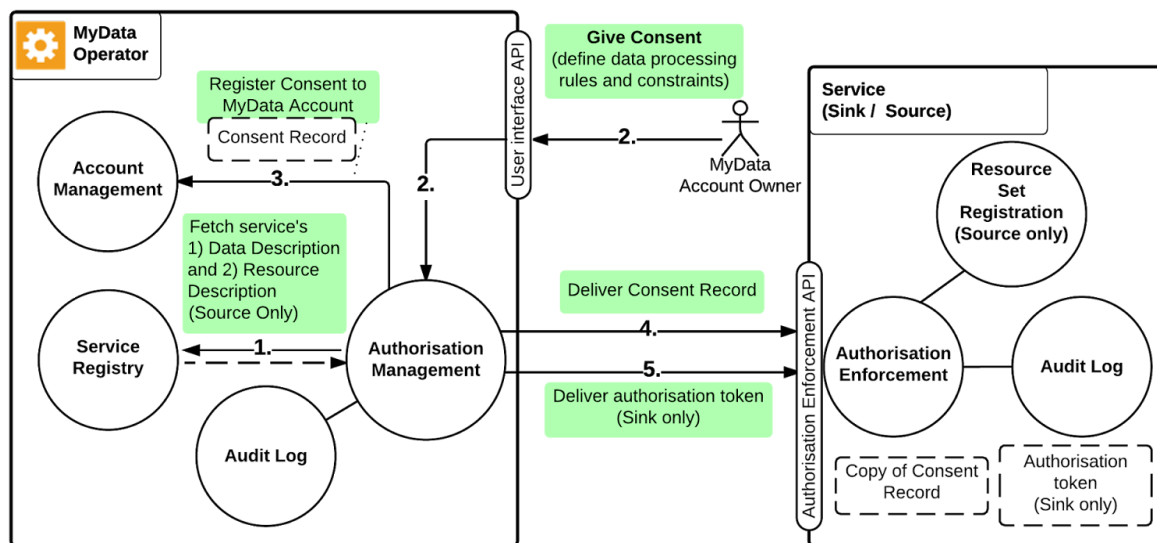 MyData
Operator
Register Consent to
MyData Account
Consent Record
Account
Management
3.
2.
User interface API
Give Consent
(define data processing
rules and constraints)
2.
MyData
Account Owner
Fetch service's
1) Data Description
and 2) Resource
Description
(Source Only)
Service
Registry
1.
Authorisation
Management
Audit Log
Deliver Consent Record
4.
5.
Deliver authorisation token
(Sink only)
Authorisation Enforcement API
Service
(Sink / Source)
Resource
Set
Registration
(Source only)
Authorisation
Enforcement
Audit Log
Copy of Consent
Record
Authorisation
token
(Sink only)